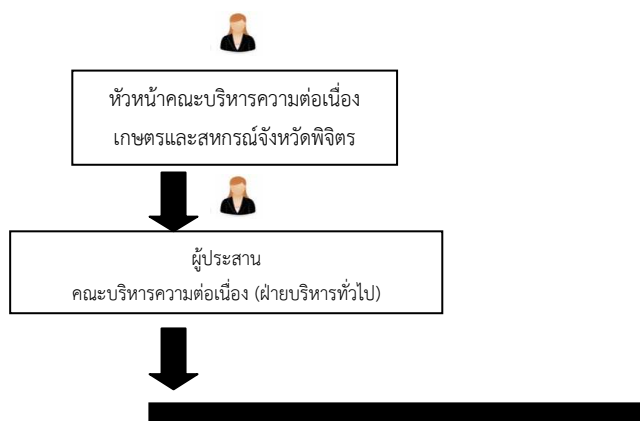 หัวหน้าคณะบริหารความต่อเนื่อง
เกษตรและสหกรณ์จังหวัดพิจิตร
ผู้ประสาน
คณะบริหารความต่อเนื่อง (ฝ่ายบริหารทั่วไป)